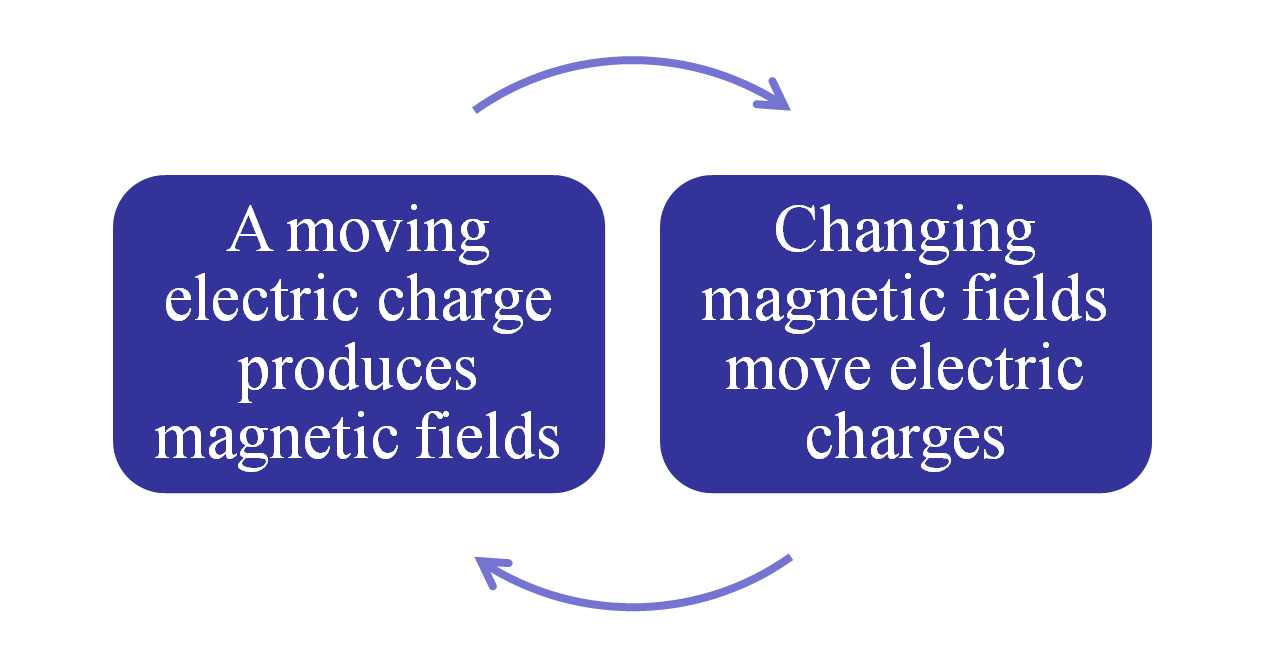 A moving
electric charge
produces
magnetic fields
Changing
magnetic fields
move electric
charges